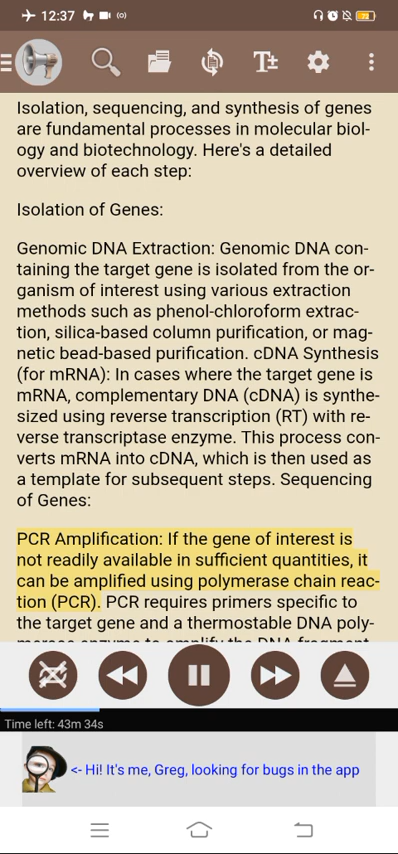 12:37
Isolation, sequencing, and synthesis of genes
are fundamental processes in molecular biol-
ogy and biotechnology. Here's a detailed
overview of each step:
Isolation of Genes:
Genomic DNA Extraction: Genomic DNA con-
taining the target gene is isolated from the or-
ganism of interest using various extraction
methods such as phenol-chloroform extrac-
tion, silica-based column purification, or mag-
netic bead-based purification. cDNA Synthesis
(for mRNA): In cases where the target gene is
mRNA, complementary DNA (cDNA) is synthe-
sized using reverse transcription (RT) with re-
verse transcriptase enzyme. This process con-
verts mRNA into cDNA, which is then used as
a template for subsequent steps. Sequencing
of Genes:
PCR Amplification: If the gene of interest is
not readily available in sufficient quantities, it
can be amplified using polymerase chain reac-
tion (PCR). PCR requires primers specific to
the target gene and a thermostable DNA poly-
merase enzyme to amplify the DNA fragment
Time left: 43m 34s
<- Hi! It's me, Greg, looking for bugs in the app